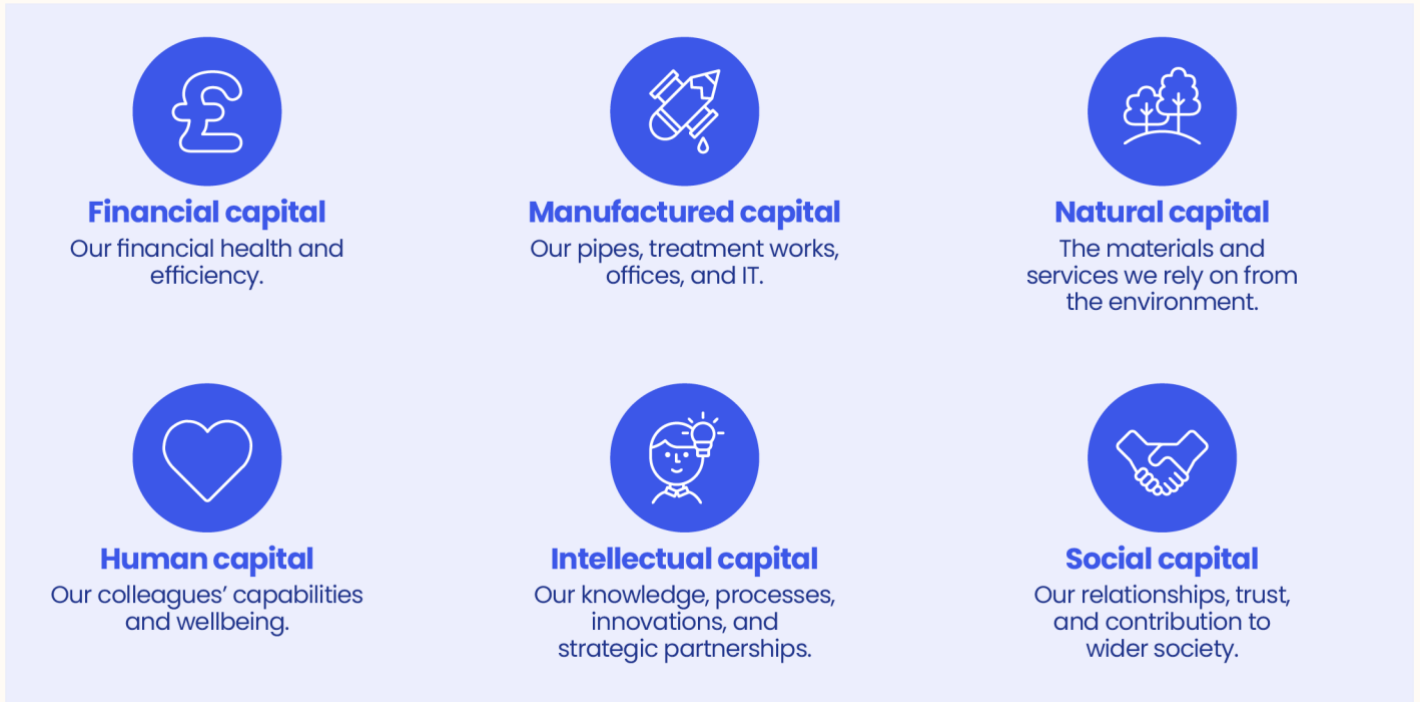 £
Financial capital
Our financial health and
efficiency.
Manufactured capital
Our pipes, treatment works,
offices, and IT.
Natural capital
The materials and
services we rely on from
the environment.
Human capital
Our colleagues’ capabilities
and wellbeing.
Intellectual capital
Our knowledge, processes,
innovations, and
strategic partnerships.
Social capital
Our relationships, trust,
and contribution to
wider society.